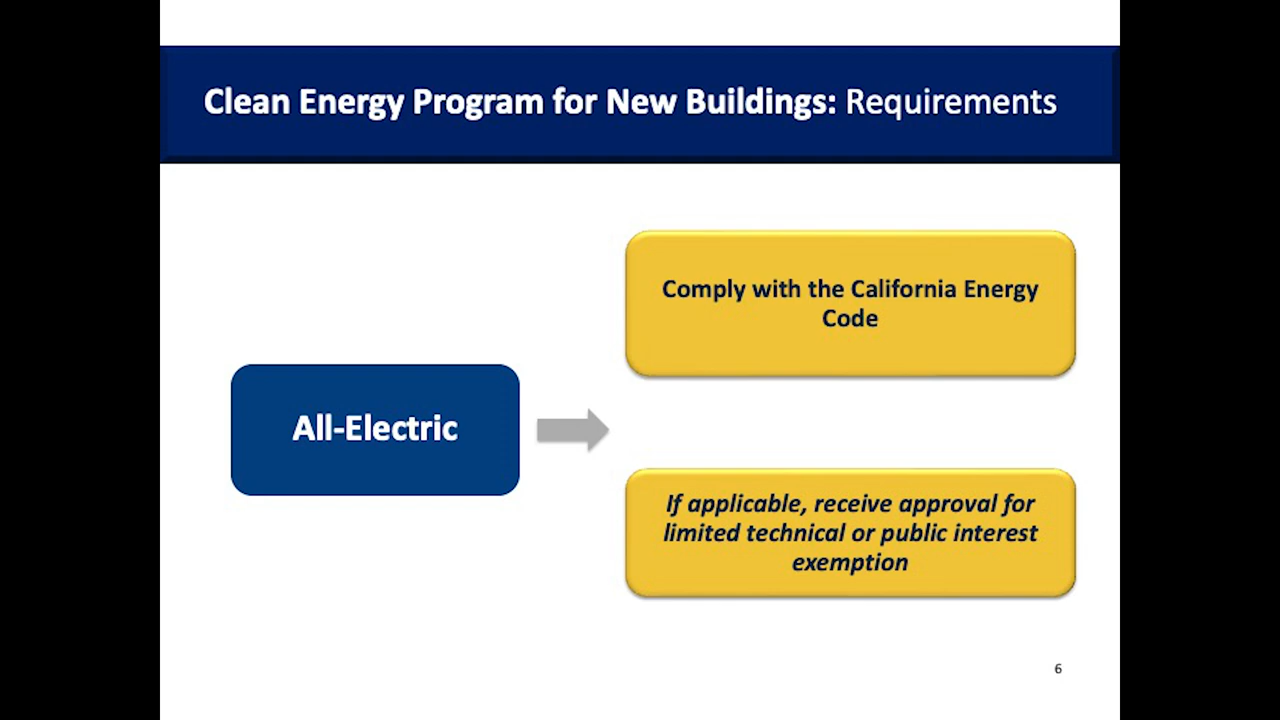 Clean Energy Program for New Buildings: Requirements
All-Electric
Comply with the California Energy
Code
If applicable, receive approval for
limited technical or public interest
exemption
6